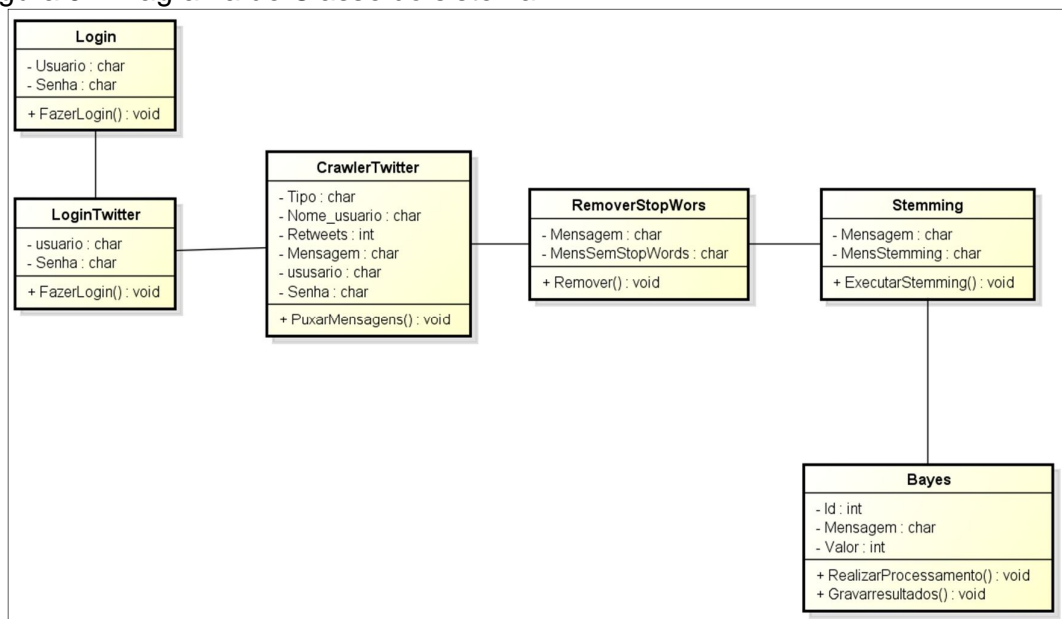 Login
- Usuario : char
- Senha : char
+ FazerLogin() : void
LoginTwitter
- usuario : char
- Senha : char
+ FazerLogin() : void
CrawlerTwitter
- Tipo : char
- Nome_usuario : char
- Retweets : int
- Mensagem : char
- ususario : char
- Senha : char
+ PuxarMensagens() : void
RemoverStopWors
- Mensagem : char
- MensSemStopWords : char
+ Remover() : void
Stemming
- Mensagem : char
- MensStemming : char
+ ExecutarStemming() : void
Bayes
- Id : int
- Mensagem : char
- Valor : int
+ RealizarProcessamento() : void
+ Gravarresultados() : void